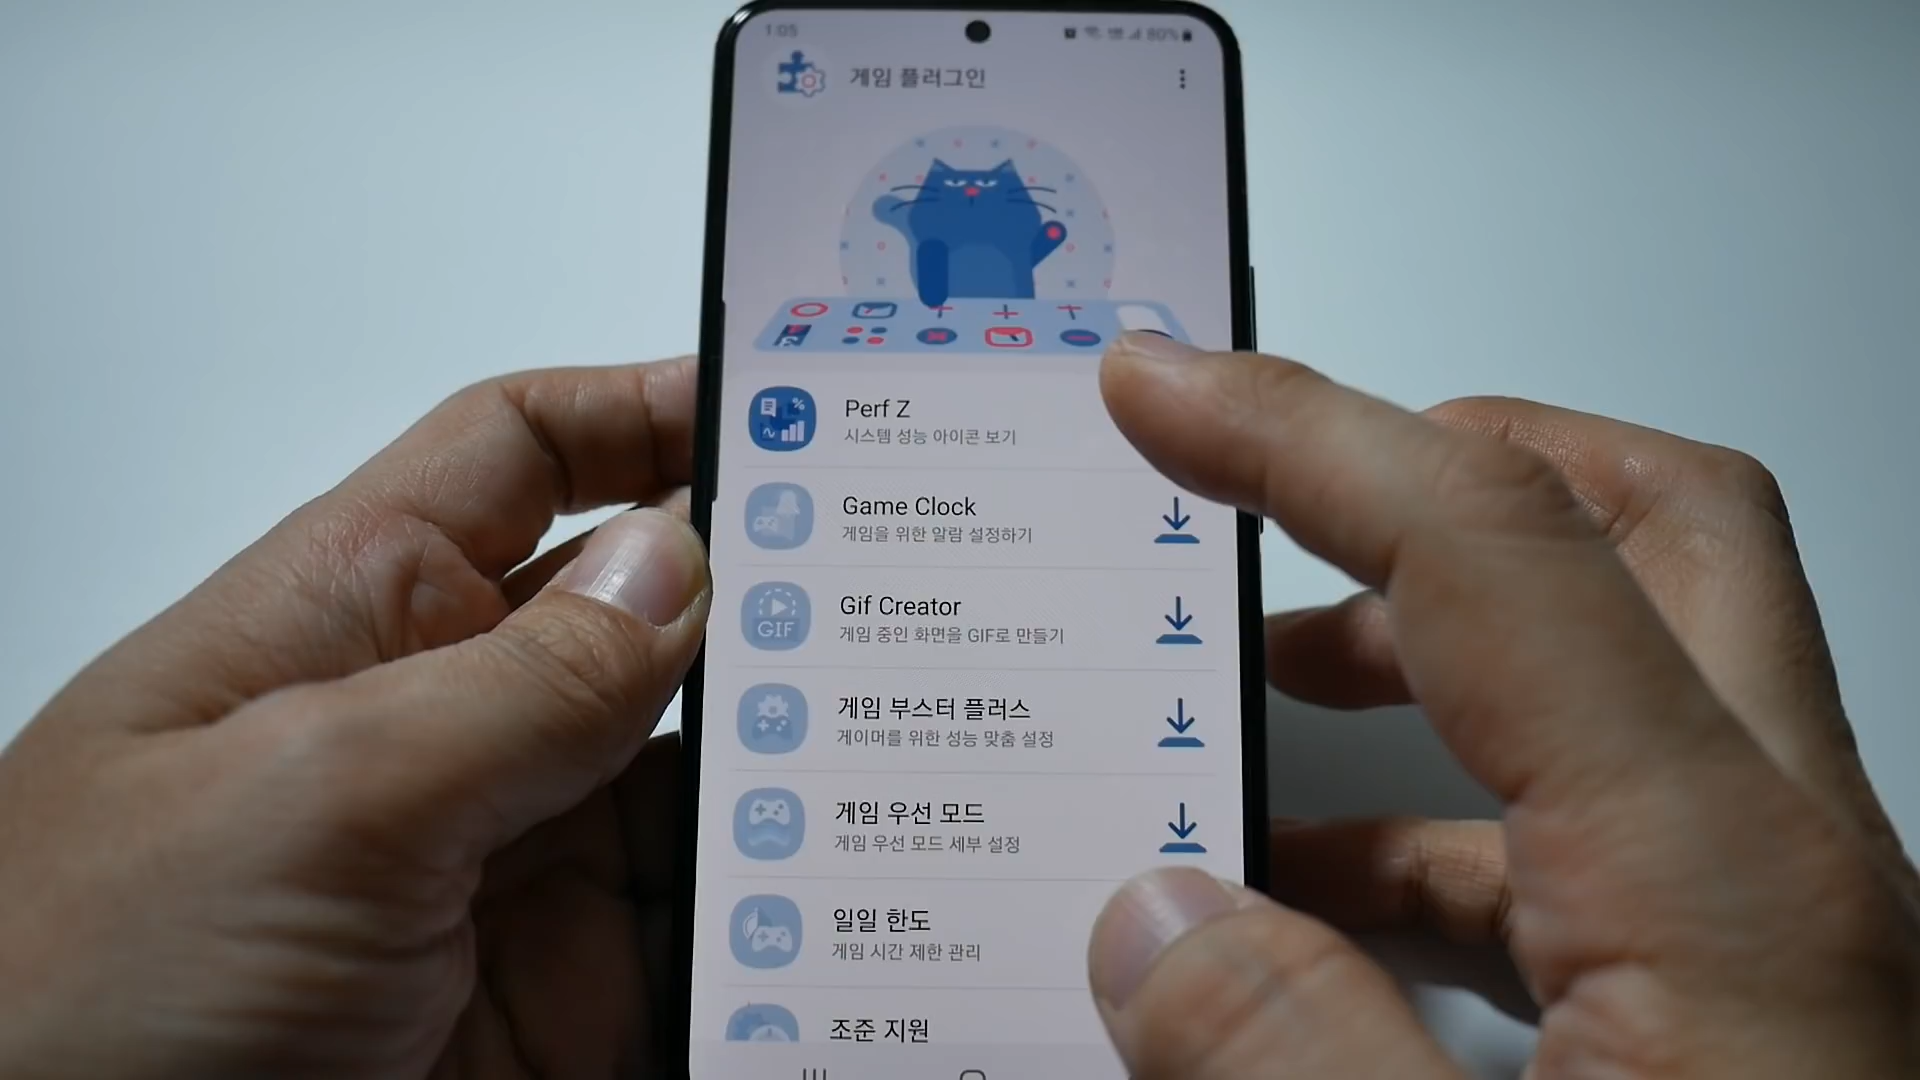 1:05
80%
게임 플러그인
Perf Z
시스템 성능 아이콘 보기
Game Clock
게임을 위한 알람 설정하기
GIF
Gif Creator
게임 중인 화면을 GIF로 만들기
게임 부스터 플러스
게이머를 위한 성능 맞춤 설정
게임 우선 모드
게임 우선 모드 세부 설정
일일 한도
게임 시간 제한 관리
조준 지원